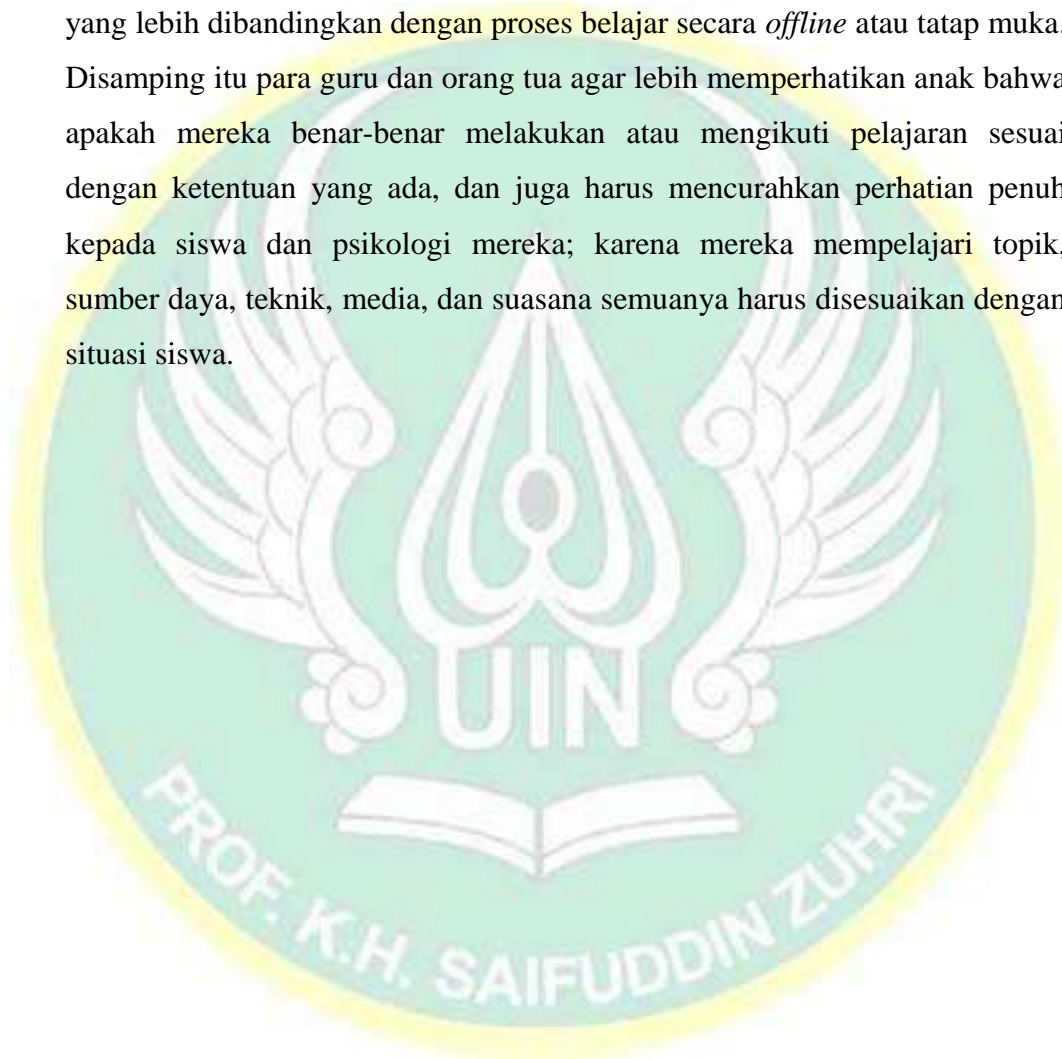 yang lebih dibandingkan dengan proses belajar secara offline atau tatap muka.
Disamping itu para guru dan orang tua agar lebih memperhatikan anak bahwa
apakah mereka benar-benar melakukan atau mengikuti pelajaran sesuai
dengan ketentuan yang ada, dan juga harus mencurahkan perhatian penuh
kepada siswa dan psikologi mereka; karena mereka mempelajari topik,
sumber daya, teknik, media, dan suasana semuanya harus disesuaikan dengan
situasi siswa.
UIN
PROF. K.H. SAIFUDDIN ZUHRI